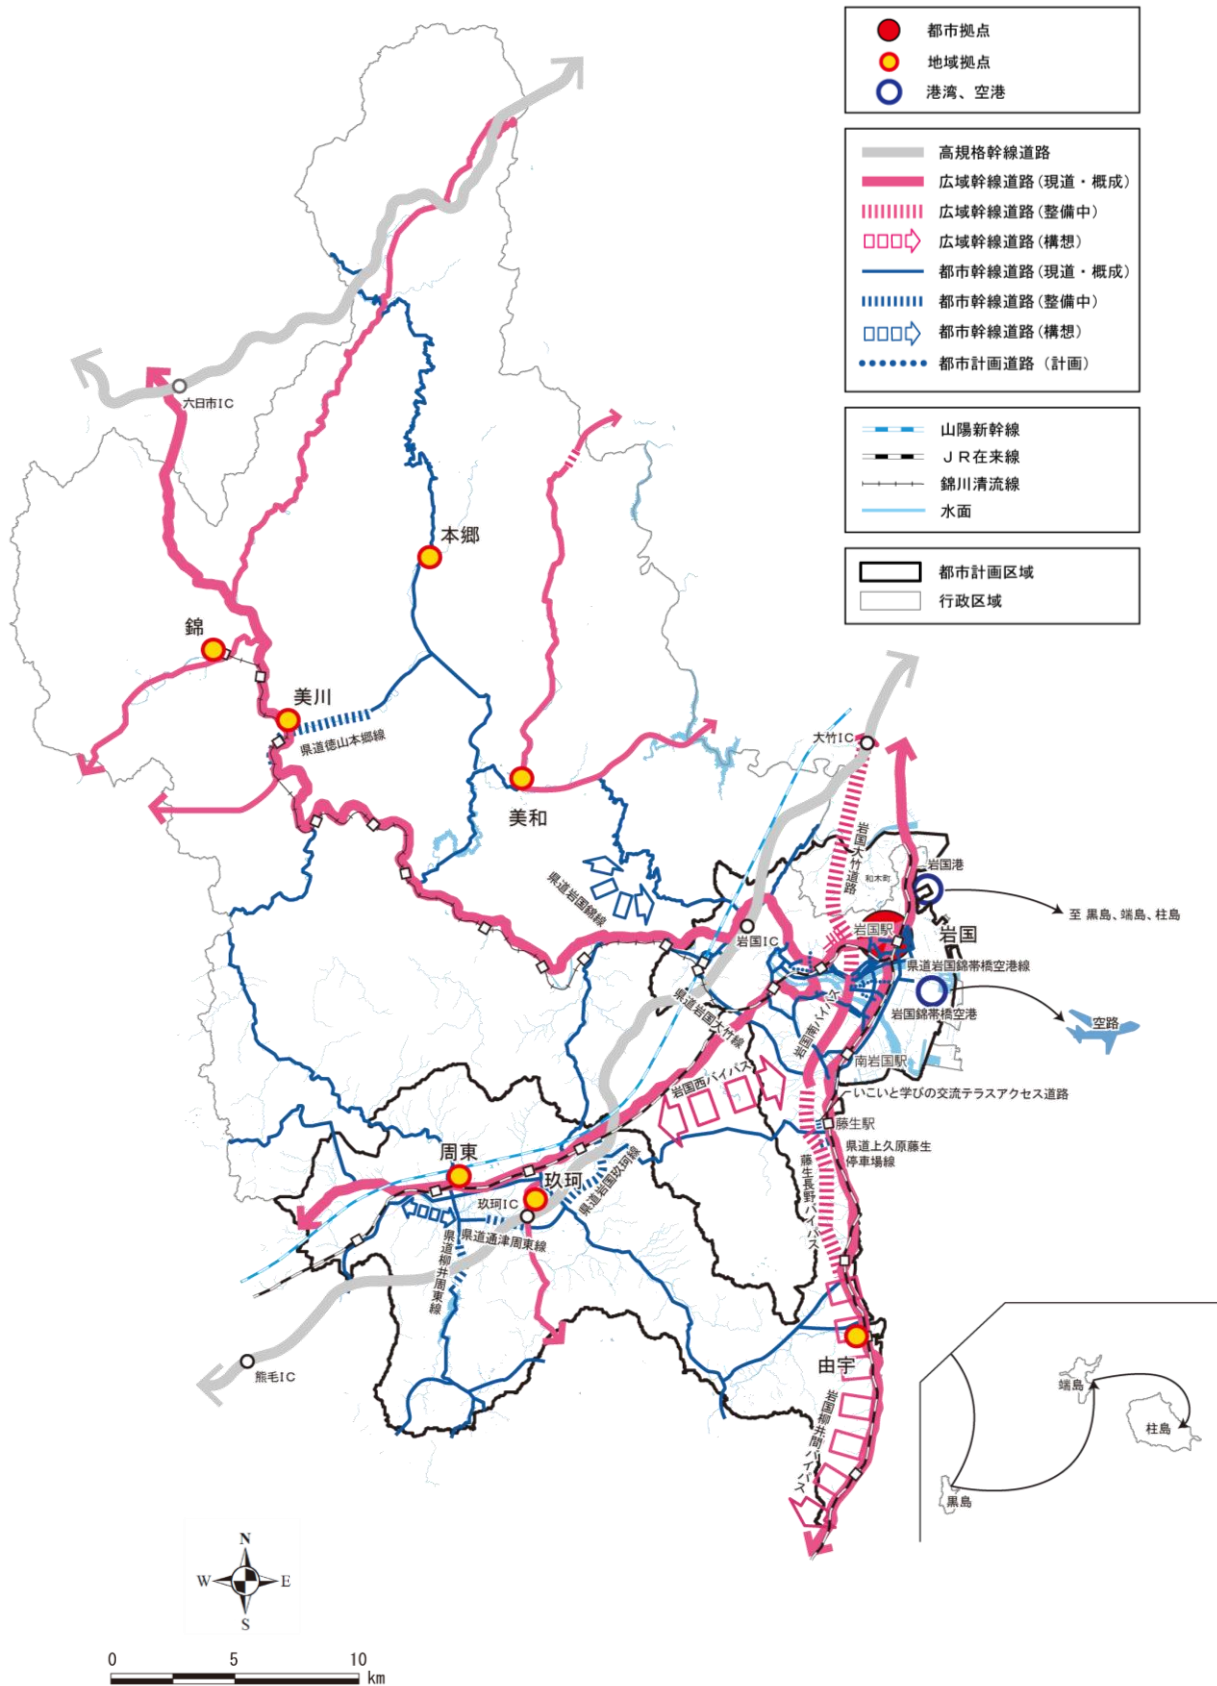 都市拠点
地域拠点
港湾、空港
高規格幹線道路
広域幹線道路(現道・概成)
広域幹線道路(整備中)
広域幹線道路(構想)
都市幹線道路(現道・概成)
都市幹線道路(整備中)
都市幹線道路(構想)
都市計画道路(計画)
山陽新幹線
JR在来線
錦川清流線
水面
都市計画区域
行政区域
六日市IC
本郷
錦
美川
県道徳山本郷線
美和
大竹IC
岩国大竹道路
和木町
岩国港
至 黒島、端島、柱島
県道岩国錦線
岩国IC
岩国駅
岩国
県道岩国錦帯橋空港線
岩国錦帯橋空港
空路
県道岩国大竹線
岩国南バイパス
南岩国駅
岩国西バイパス
いこいと学びの交流テラスアクセス道路
藤生駅
県道上久原藤生
停車場線
藤生長野バイパス
周東
玖珂
玖珂IC
県道岩国玖珂線
県道通津周東線
県道柳井周東線
熊毛IC
由宇
岩国柳井間バイパス
端島
柱島
黒島
N
W
E
S
0
5
10
km